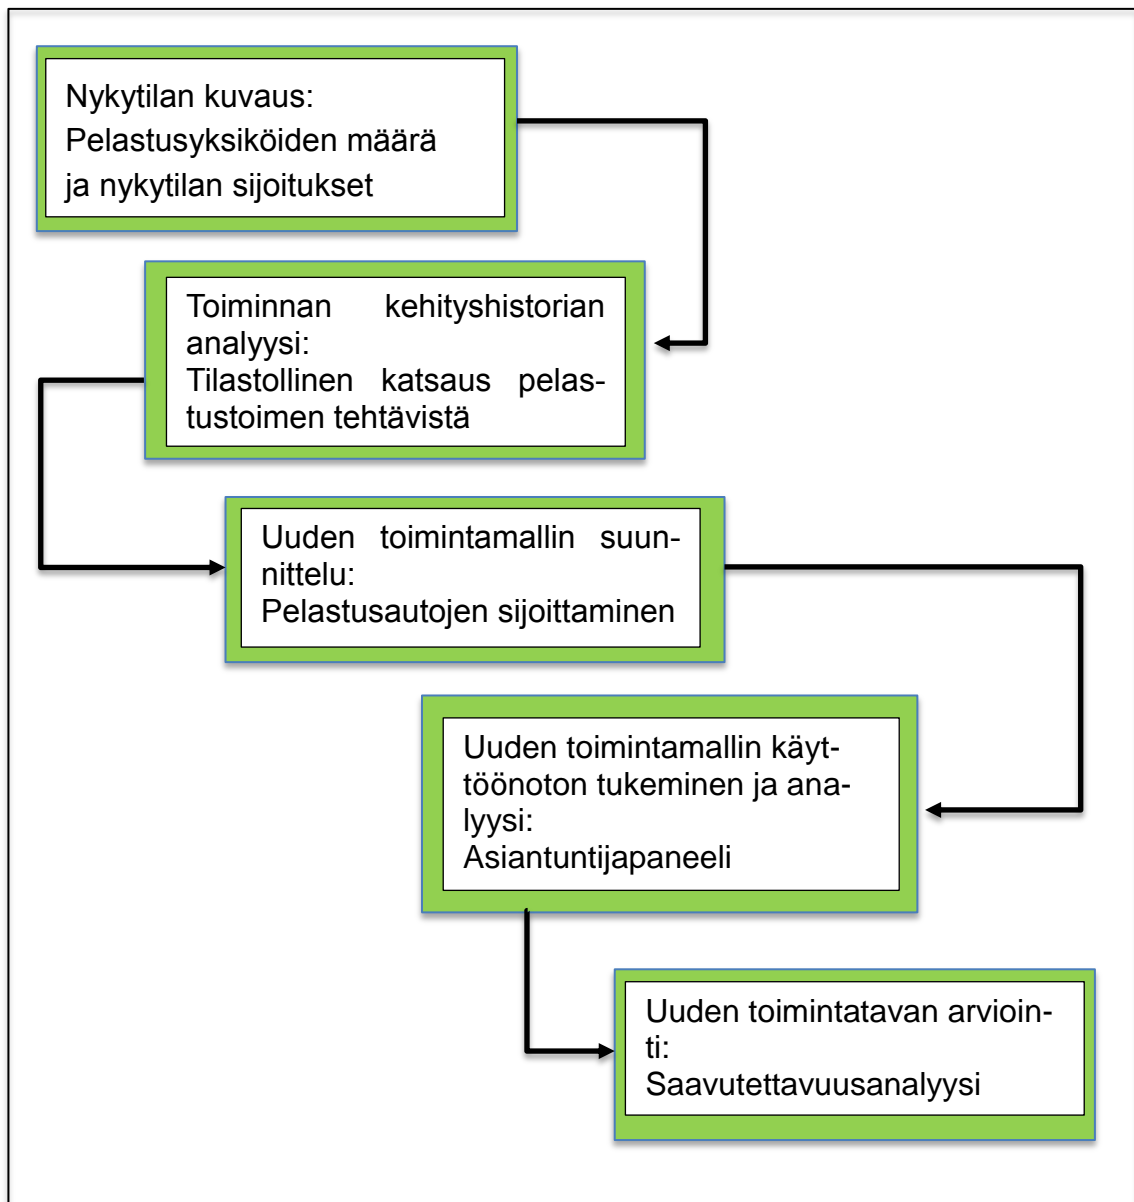 Nykytilan kuvaus:
Pelastusyksiköiden määrä
ja nykytilan sijoitukset
Toiminnan kehityshistorian
analyysi:
Tilastollinen katsaus pelas-
tustoimen tehtävistä
Uuden toimintamallin suun-
nittelu:
Pelastusautojen sijoittaminen
Uuden toimintamallin käyt-
töönoton tukeminen ja ana-
lyysi:
Asiantuntijapaneeli
Uuden toimintatavan arvioin-
ti:
Saavutettavuusanalyysi